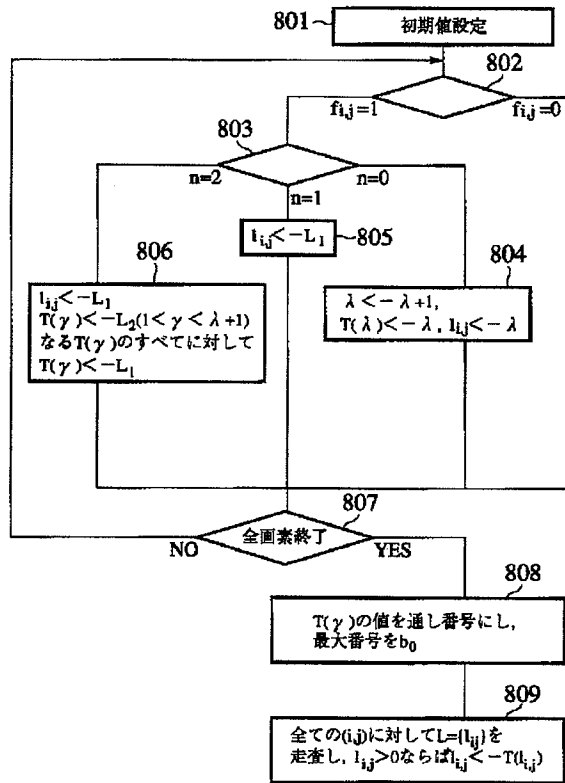 801
初期値設定
802
fi,j=1
fi,j=0
803
n=2
n=1
n=0
li,j<-L1
805
806
li,j<-L1
T(γ)<-L2(1<γ<λ+1)
なるT(γ)のすべてに対して
T(γ)<-L1
804
λ<-λ+1,
T(λ)<-λ, li,j<-λ
807
全画素終了
NO
YES
808
T(γ)の値を通し番号にし,
最大番号をb0
809
全ての(i,j)に対してL={lij}を
走査し, li,j>0ならばli,j<-T(li,j)